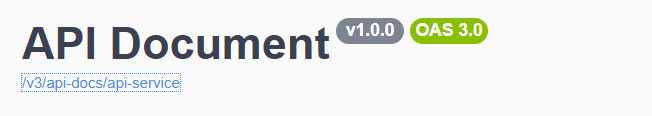 API Document v1.0.0 OAS 3.0
/v3/api-docs/api-service